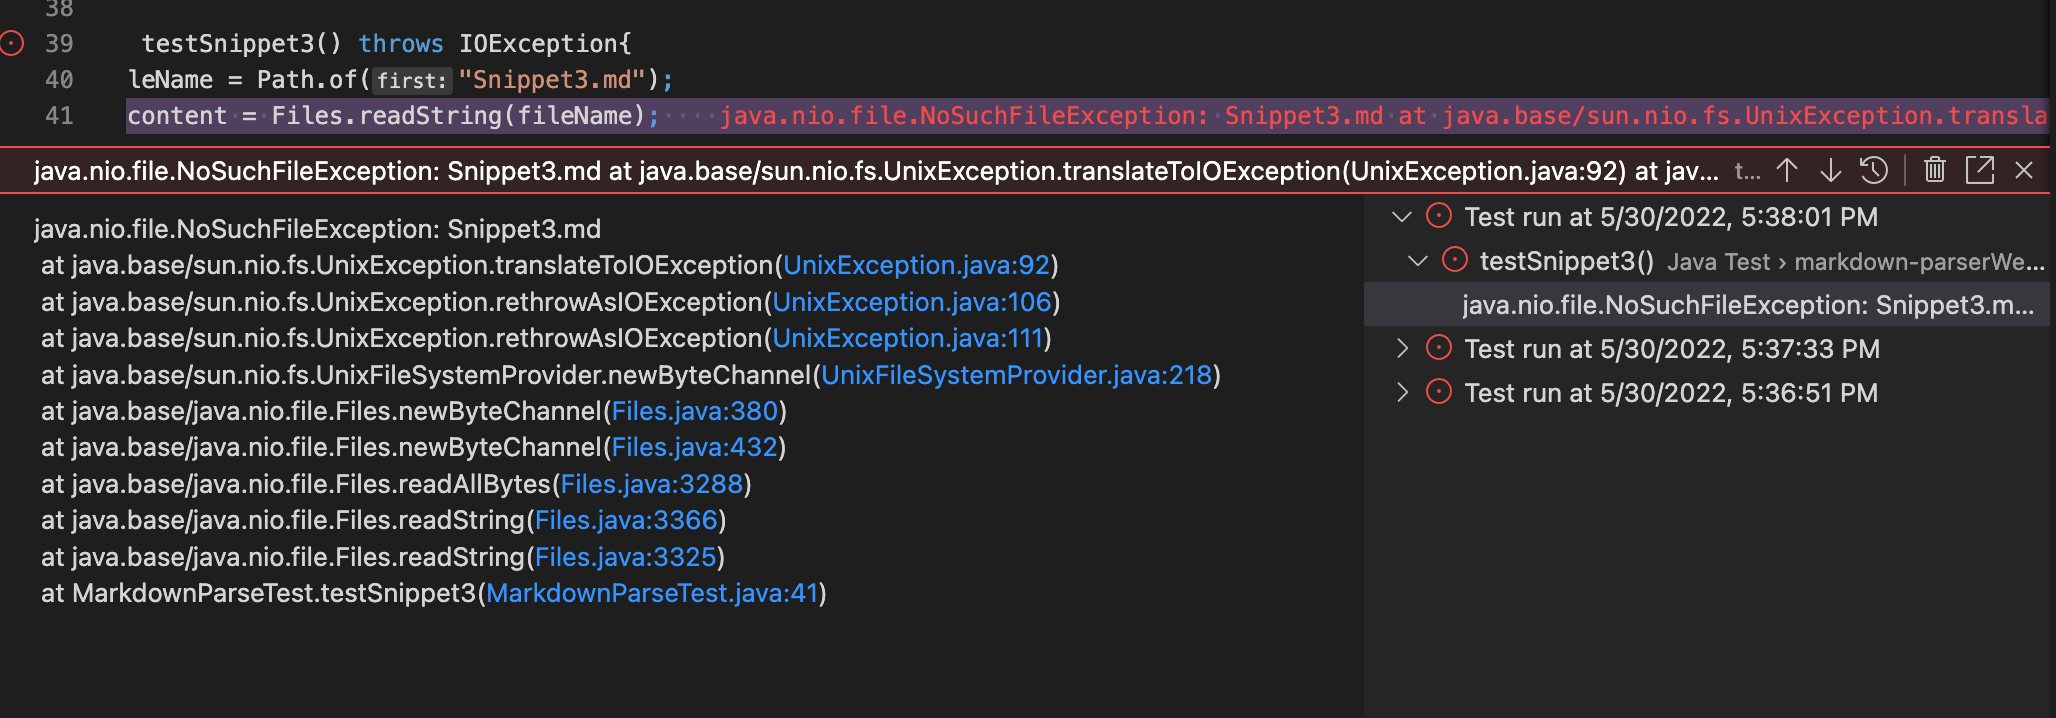 38
39 testSnippet3() throws IOException{
40 leName = Path.of(first: "Snippet3.md");
41 content = Files.readString(fileName); java.nio.file.NoSuchFileException: Snippet3.md at java.base/sun.nio.fs.UnixException.transla
java.nio.file.NoSuchFileException: Snippet3.md at java.base/sun.nio.fs.UnixException.translateToIOException(UnixException.java:92) at jav... t...
java.nio.file.NoSuchFileException: Snippet3.md
at java.base/sun.nio.fs.UnixException.translateToIOException(UnixException.java:92)
at java.base/sun.nio.fs.UnixException.rethrowAsIOException(UnixException.java:106)
at java.base/sun.nio.fs.UnixException.rethrowAsIOException(UnixException.java:111)
at java.base/sun.nio.fs.UnixFileSystemProvider.newByteChannel(UnixFileSystemProvider.java:218)
at java.base/java.nio.file.Files.newByteChannel(Files.java:380)
at java.base/java.nio.file.Files.newByteChannel(Files.java:432)
at java.base/java.nio.file.Files.readAllBytes(Files.java:3288)
at java.base/java.nio.file.Files.readString(Files.java:3366)
at java.base/java.nio.file.Files.readString(Files.java:3325)
at MarkdownParseTest.testSnippet3(MarkdownParseTest.java:41)
Test run at 5/30/2022, 5:38:01 PM
testSnippet3() Java Test › markdown-parserWe...
java.nio.file.NoSuchFileException: Snippet3.m...
Test run at 5/30/2022, 5:37:33 PM
Test run at 5/30/2022, 5:36:51 PM